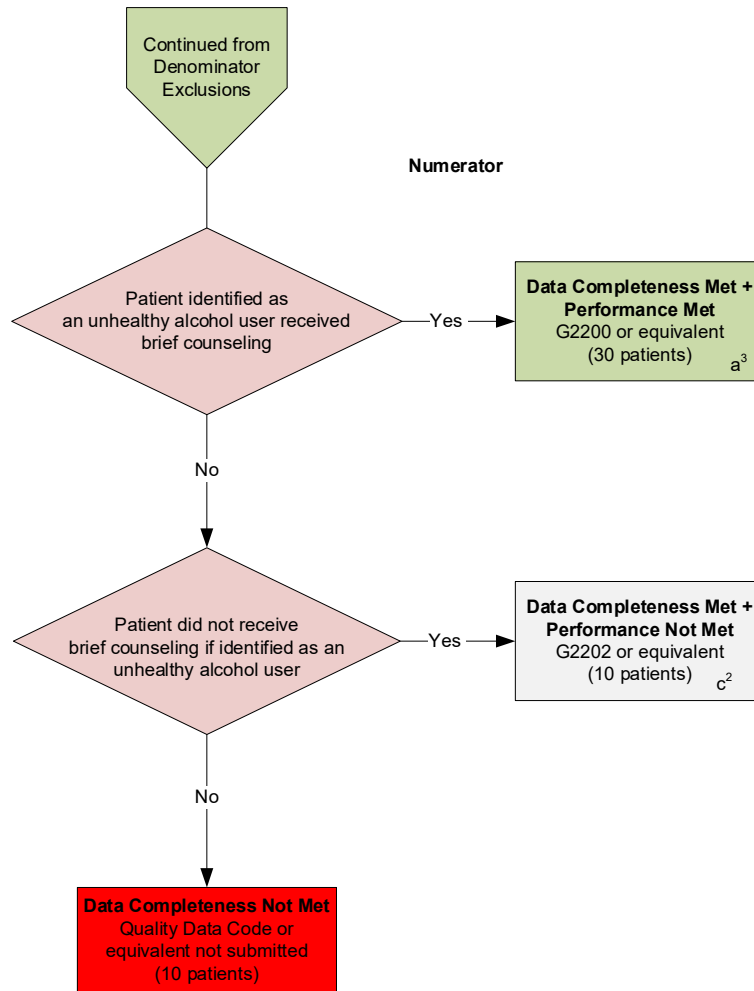 Continued from
Denominator
Exclusions
Numerator
Patient identified as
an unhealthy alcohol user received
brief counseling
Yes
Data Completeness Met +
Performance Met
G2200 or equivalent
(30 patients)
a³
No
Patient did not receive
brief counseling if identified as an
unhealthy alcohol user
Yes
Data Completeness Met +
Performance Not Met
G2202 or equivalent
(10 patients)
c²
No
Data Completeness Not Met
Quality Data Code or
equivalent not submitted
(10 patients)